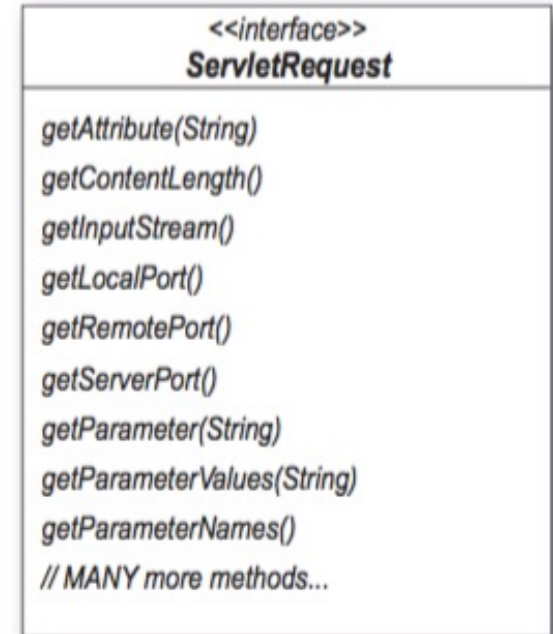 <<interface>>
ServletRequest
getAttribute(String)
getContentLength()
getInputStream()
getLocalPort()
getRemotePort()
getServerPort()
getParameter(String)
getParameterValues(String)
getParameterNames()
// MANY more methods...